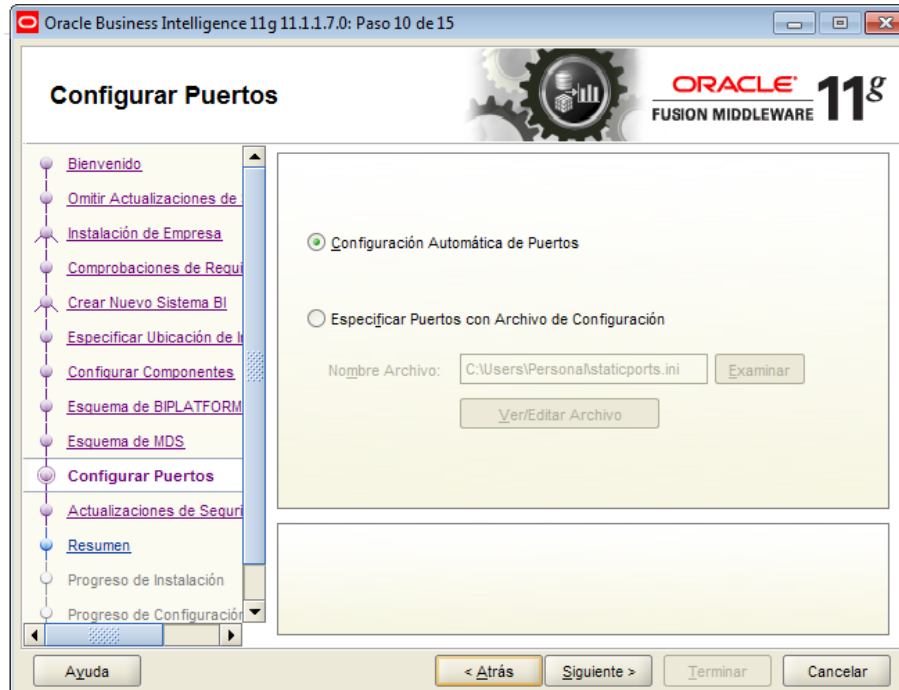 Oracle Business Intelligence 11g 11.1.1.7.0: Paso 10 de 15
Configurar Puertos
ORACLE
FUSION MIDDLEWARE 11g
Bienvenido
Omitir Actualizaciones de
Instalación de Empresa
Comprobaciones de Requi
Crear Nuevo Sistema BI
Especificar Ubicación de
Configurar Componentes
Esquema de BIPLATFORM
Esquema de MDS
Configurar Puertos
Actualizaciones de Seguri
Resumen
Progreso de Instalación
Progreso de Configuración
Configuración Automática de Puertos
Especificar Puertos con Archivo de Configuración
Nombre Archivo: C:\Users\Personal\staticports.ini Examinar
Ver/Editar Archivo
Ayuda < Atrás Siguiente > Terminar Cancelar